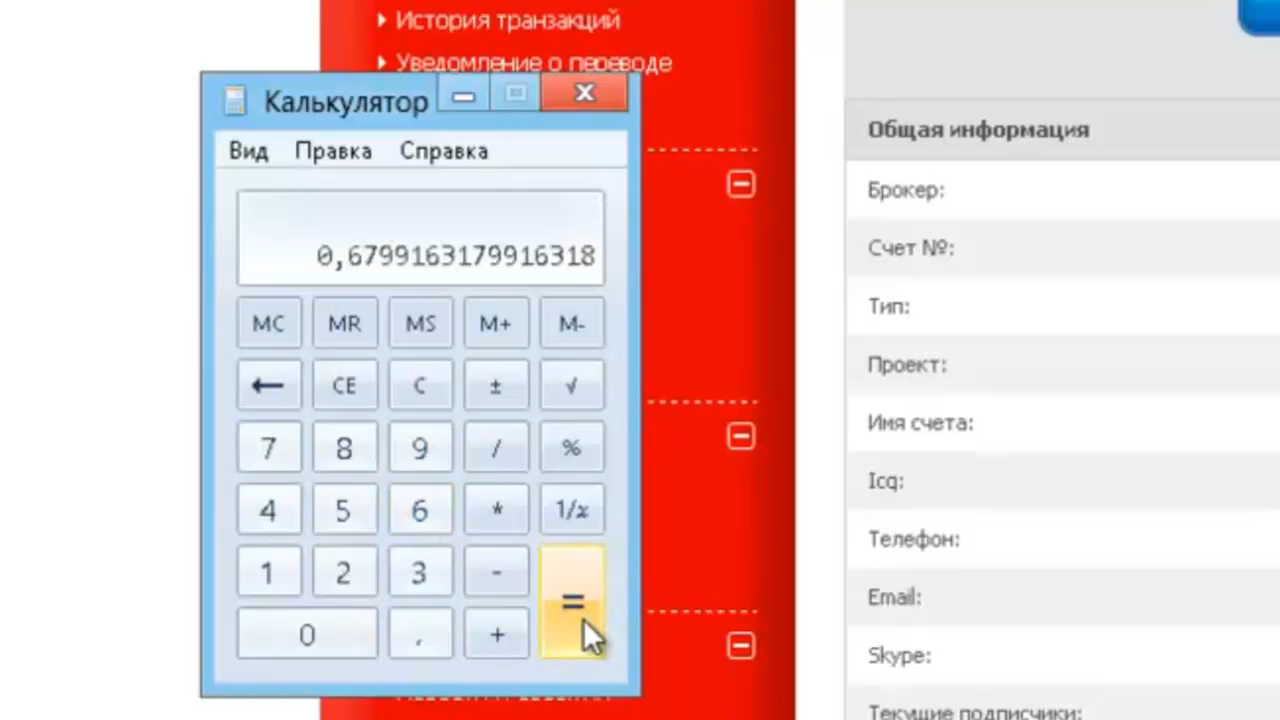 История транзакций
Уведомление о переводе
Калькулятор
Вид Правка Справка
0,6799163179916318
MC MR MS M+ M-
← CE C ± √
7 8 9 / %
4 5 6 * 1/x
1 2 3 - =
0 , +
Общая информация
Брокер:
Счет №:
Тип:
Проект:
Имя счета:
Icq:
Телефон:
Email:
Skype:
Текущие подписчики: